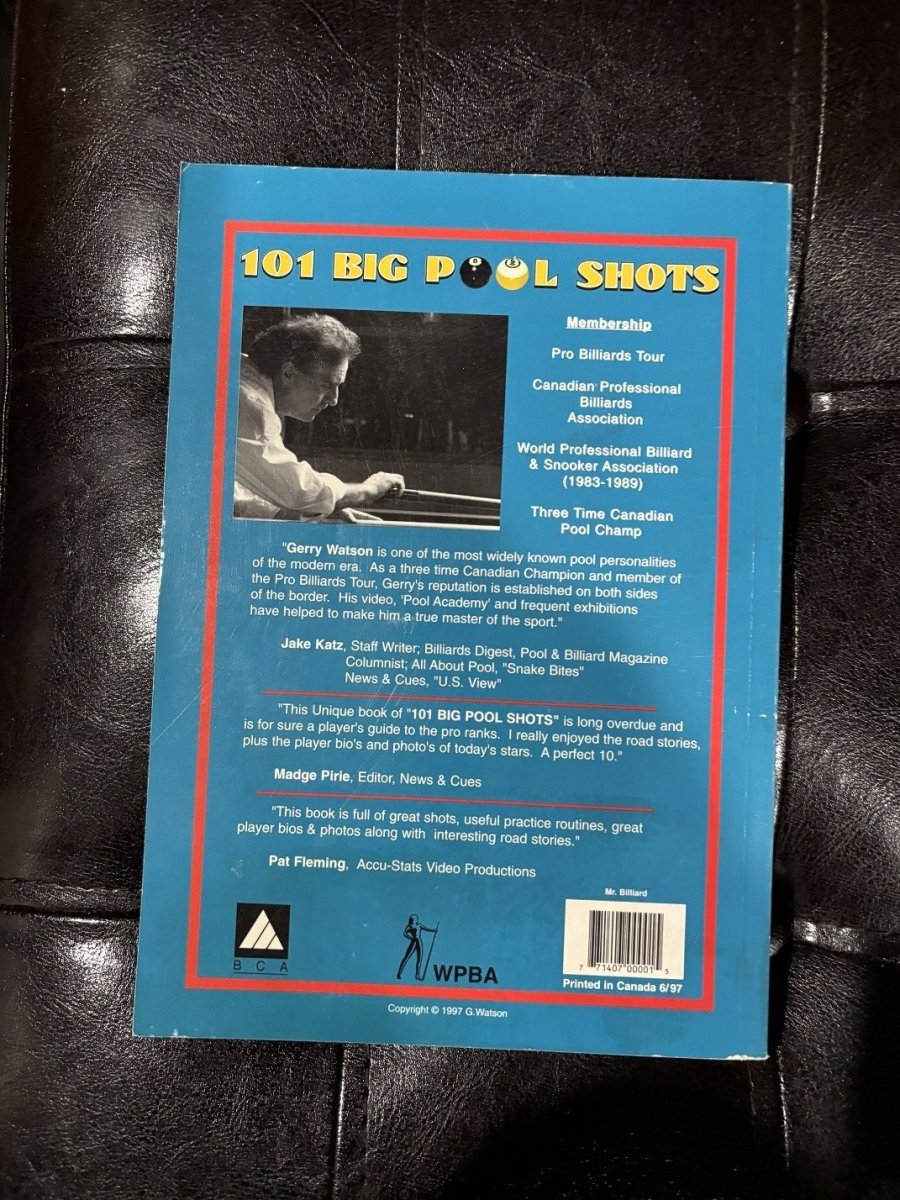 101 BIG POOL SHOTS
Membership
Pro Billiards Tour
Canadian Professional
Billiards
Association
World Professional Billiard
& Snooker Association
(1983-1989)
Three Time Canadian
Pool Champ
"Gerry Watson is one of the most widely known pool personalities
of the modern era. As a three time Canadian Champion and member of
the Pro Billiards Tour, Gerry's reputation is established on both sides
of the border. His video, 'Pool Academy' and frequent exhibitions
have helped to make him a true master of the sport."
Jake Katz, Staff Writer; Billiards Digest, Pool & Billiard Magazine
Columnist; All About Pool, "Snake Bites"
News & Cues, "U.S. View"
"This Unique book of "101 BIG POOL SHOTS" is long overdue and
is for sure a player's guide to the pro ranks. I really enjoyed the road stories,
plus the player bio's and photo's of today's stars. A perfect 10."
Madge Pirie, Editor, News & Cues
"This book is full of great shots, useful practice routines, great
player bios & photos along with interesting road stories."
Pat Fleming, Accu-Stats Video Productions
Mr. Billiard
BCA
WPBA
7 71407 00001 5
Printed in Canada 6/97
Copyright © 1997 G.Watson